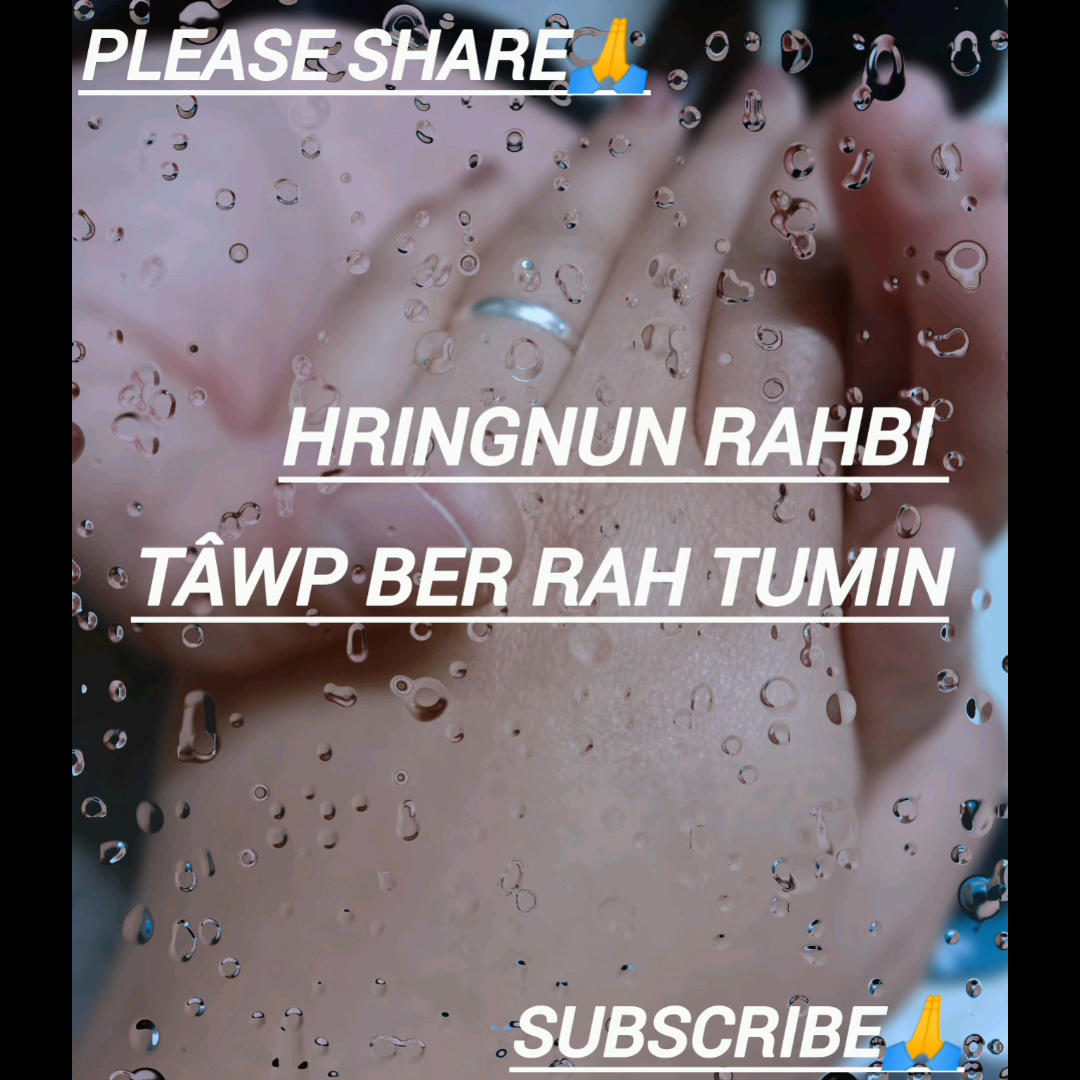 PLEASE SHARE🙏
HRINGNUN RAHBI
TÂWP BER RAH TUMIN
SUBSCRIBE🙏